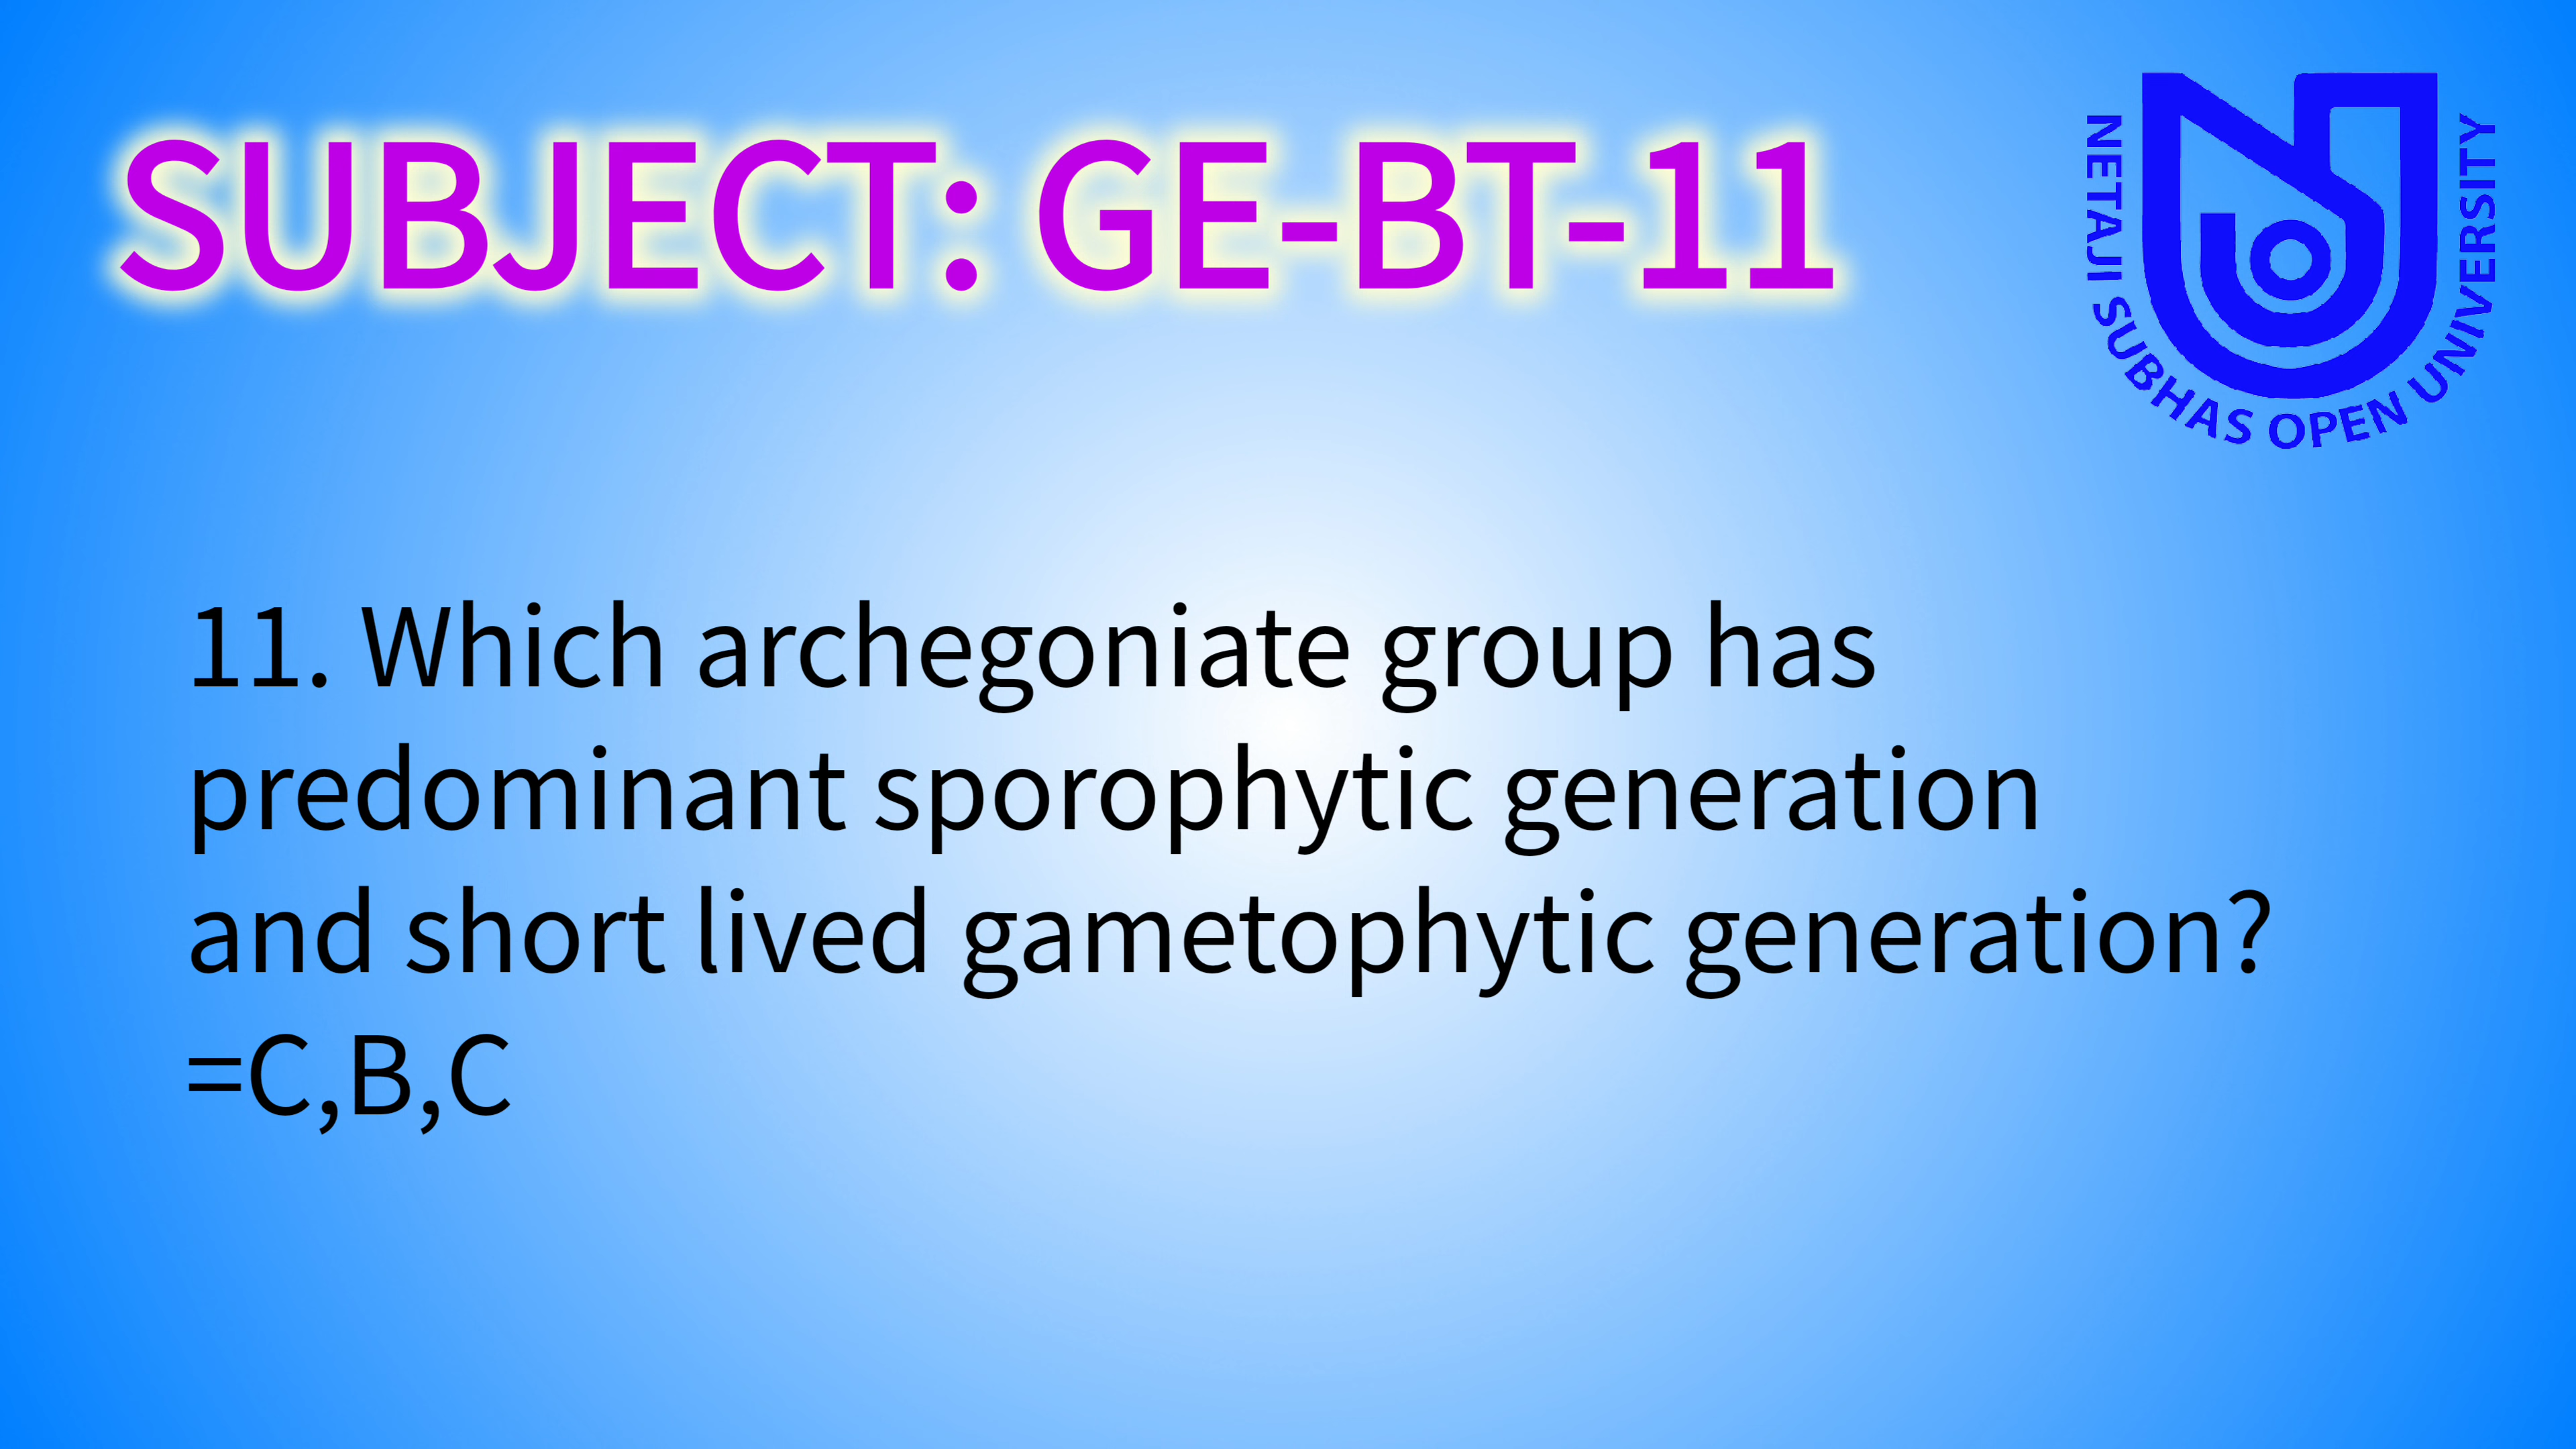 SUBJECT: GE-BT-11
NETAJI SUBHAS OPEN UNIVERSITY
11. Which archegoniate group has
predominant sporophytic generation
and short lived gametophytic generation?
=C,B,C